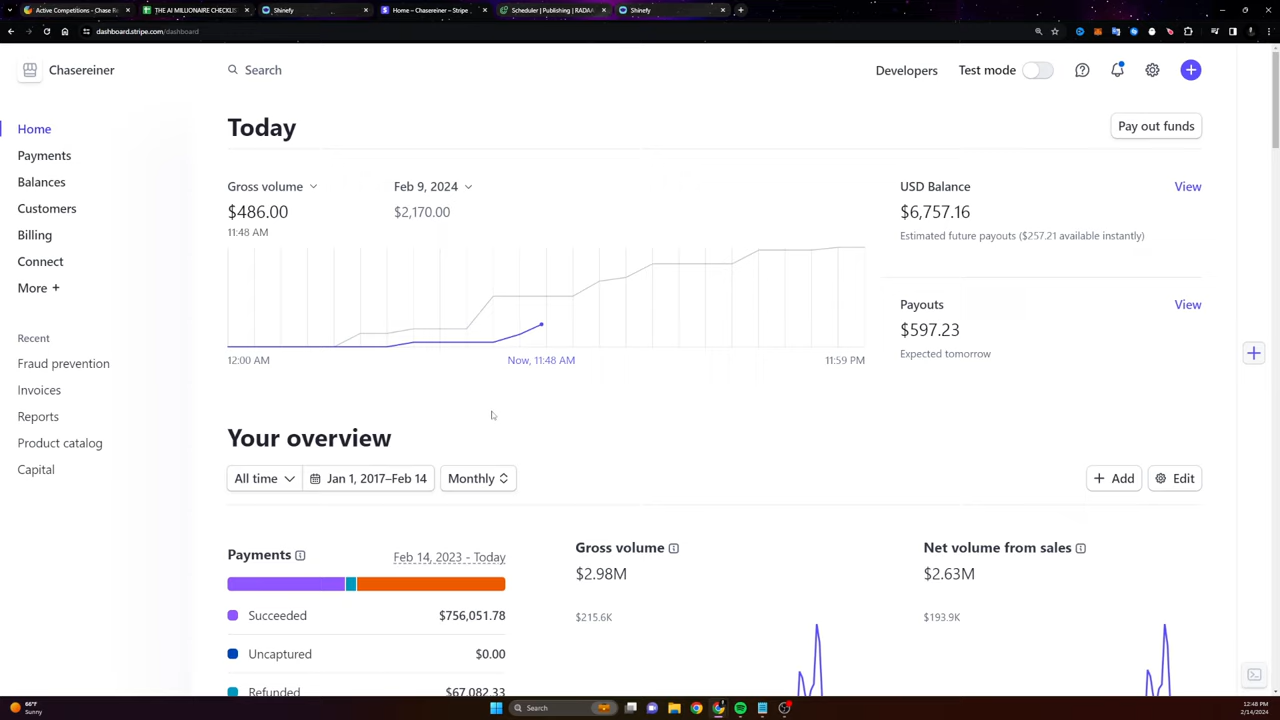 Active Competitions - Chase Re
THE AI MILLIONAIRE CHECKLIS
Shinefy
Home – Chasereiner – Stripe
Scheduler | Publishing | RADAA
Shinefy
dashboard.stripe.com/dashboard
Chasereiner
Search
Developers
Test mode
Home
Payments
Balances
Customers
Billing
Connect
More +
Recent
Fraud prevention
Invoices
Reports
Product catalog
Capital
Today
Pay out funds
Gross volume
Feb 9, 2024
$486.00
$2,170.00
11:48 AM
12:00 AM
Now, 11:48 AM
11:59 PM
USD Balance
View
$6,757.16
Estimated future payouts ($257.21 available instantly)
Payouts
View
$597.23
Expected tomorrow
Your overview
All time
Jan 1, 2017–Feb 14
Monthly
+ Add
Edit
Payments
Feb 14, 2023 - Today
Succeeded
$756,051.78
Uncaptured
$0.00
Refunded
$67,082.33
Gross volume
$2.98M
$215.6K
Net volume from sales
$2.63M
$193.9K
66°F
Sunny
Search
12:48 PM
2/14/2024